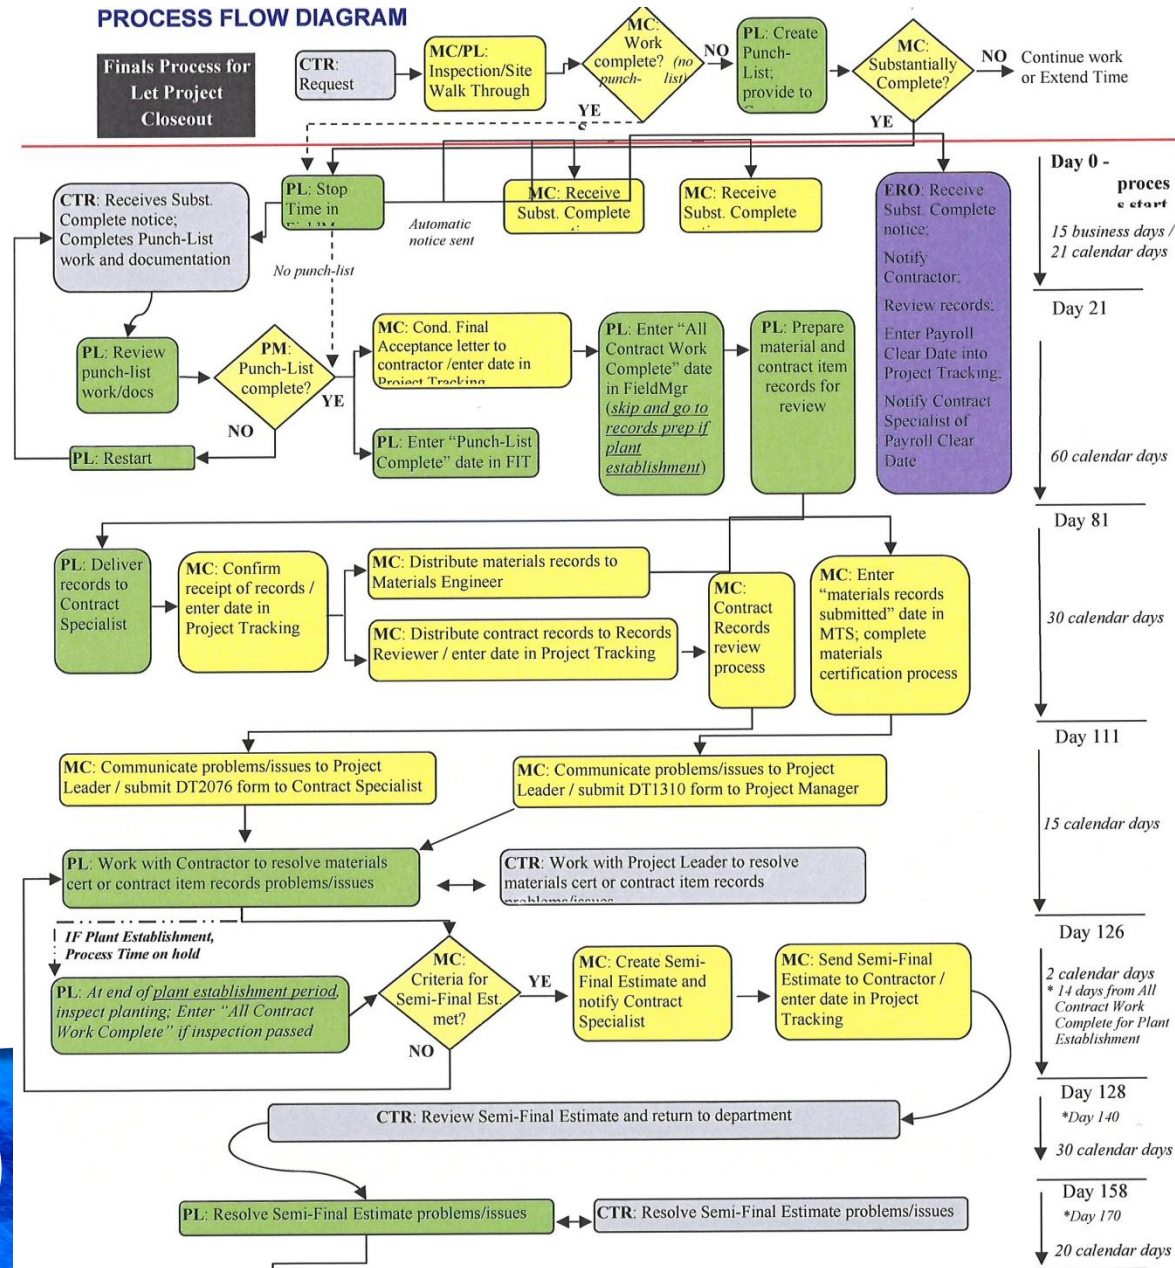 PROCESS FLOW DIAGRAM
Finals Process for
Let Project
Closeout
CTR:
Request
MC/PL:
Inspection/Site
Walk Through
MC:
Work
complete? (no
punch- list)
NO
PL: Create
Punch-
List;
provide to
MC:
Substantially
Complete?
NO
Continue work
or Extend Time
YE
s
YE
Day 0 -
proces
s start
15 business days /
21 calendar days
CTR: Receives Subst.
Complete notice;
Completes Punch-List
work and documentation
PL: Stop
Time in
Automatic
notice sent
No punch-list
MC: Receive
Subst. Complete
MC: Receive
Subst. Complete
ERO: Receive
Subst. Complete
notice;
Notify
Contractor;
Review records;
Enter Payroll
Clear Date into
Project Tracking;
Notify Contract
Specialist of
Payroll Clear
Date
Day 21
60 calendar days
PL: Review
punch-list
work/docs
PM:
Punch-List
complete?
YE
NO
PL: Restart
MC: Cond. Final
Acceptance letter to
contractor /enter date in
Project Tracking
PL: Enter "Punch-List
Complete" date in FIT
PL: Enter "All
Contract Work
Complete" date
in FieldMgr
(skip and go to
records prep if
plant
establishment)
PL: Prepare
material and
contract item
records for
review
Day 81
30 calendar days
PL: Deliver
records to
Contract
Specialist
MC: Confirm
receipt of records /
enter date in
Project Tracking
MC: Distribute materials records to
Materials Engineer
MC: Distribute contract records to Records
Reviewer / enter date in Project Tracking
MC:
Contract
Records
review
process
MC: Enter
"materials records
submitted" date in
MTS; complete
materials
certification process
Day 111
15 calendar days
MC: Communicate problems/issues to Project
Leader / submit DT2076 form to Contract Specialist
MC: Communicate problems/issues to Project
Leader / submit DT1310 form to Project Manager
PL: Work with Contractor to resolve materials
cert or contract item records problems/issues
CTR: Work with Project Leader to resolve
materials cert or contract item records
problems/issues
Day 126
2 calendar days
* 14 days from All
Contract Work
Complete for Plant
Establishment
IF Plant Establishment,
Process Time on hold
PL: At end of plant establishment period,
inspect planting; Enter "All Contract
Work Complete" if inspection passed
MC:
Criteria for
Semi-Final Est.
met?
YE
NO
MC: Create Semi-
Final Estimate and
notify Contract
Specialist
MC: Send Semi-Final
Estimate to Contractor /
enter date in Project
Tracking
Day 128
*Day 140
30 calendar days
CTR: Review Semi-Final Estimate and return to department
Day 158
*Day 170
20 calendar days
PL: Resolve Semi-Final Estimate problems/issues
CTR: Resolve Semi-Final Estimate problems/issues